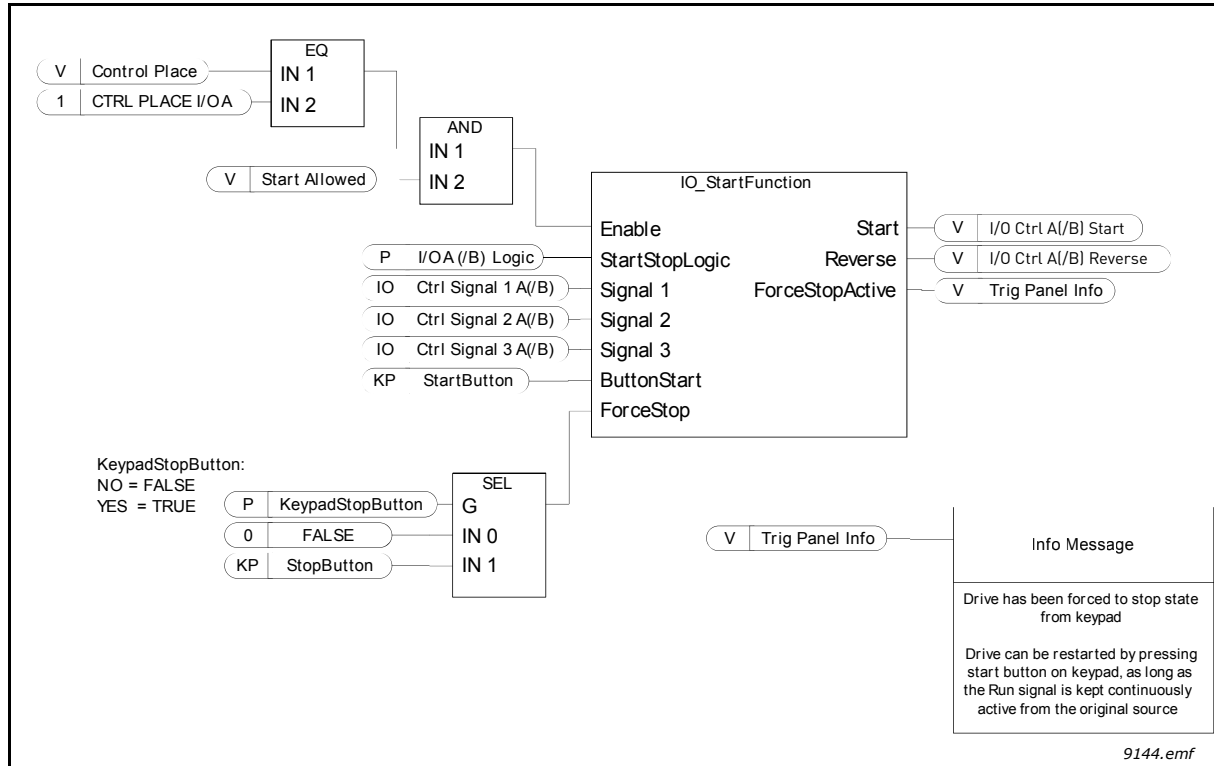 EQ
V Control Place IN 1
1 CTRL PLACE I/OA IN 2
AND
IN 1
V Start Allowed IN 2
IO_StartFunction
Enable Start V I/O Ctrl A(/B) Start
P I/OA (/B) Logic StartStopLogic Reverse V I/O Ctrl A(/B) Reverse
IO Ctrl Signal 1 A(/B) Signal 1 ForceStopActive V Trig Panel Info
IO Ctrl Signal 2 A(/B) Signal 2
IO Ctrl Signal 3 A(/B) Signal 3
KP StartButton ButtonStart
ForceStop
KeypadStopButton:
NO = FALSE
YES = TRUE
SEL
P KeypadStopButton G
0 FALSE IN 0
KP StopButton IN 1
V Trig Panel Info
Info Message
Drive has been forced to stop state
from keypad
Drive can be restarted by pressing
start button on keypad, as long as
the Run signal is kept continuously
active from the original source
9144.emf